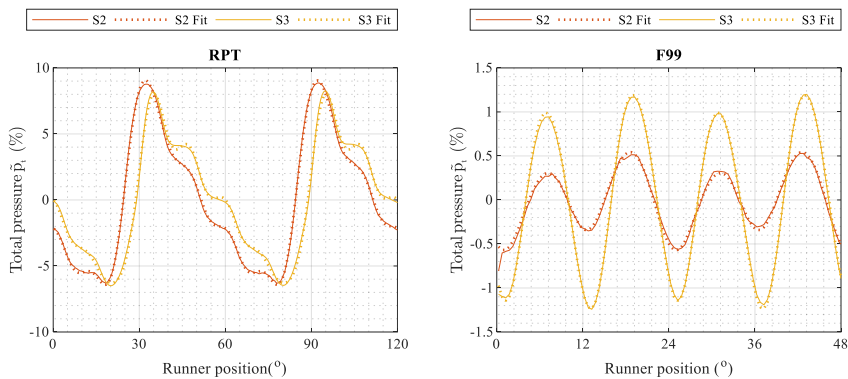 S2 S2 Fit S3 S3 Fit
RPT
Total pressure p̃t (%)
10
5
0
-5
-10
0 30 60 90 120
Runner position(°)
S2 S2 Fit S3 S3 Fit
F99
Total pressure p̃t (%)
1.5
1
0.5
0
-0.5
-1
-1.5
0 12 24 36 48
Runner position (°)